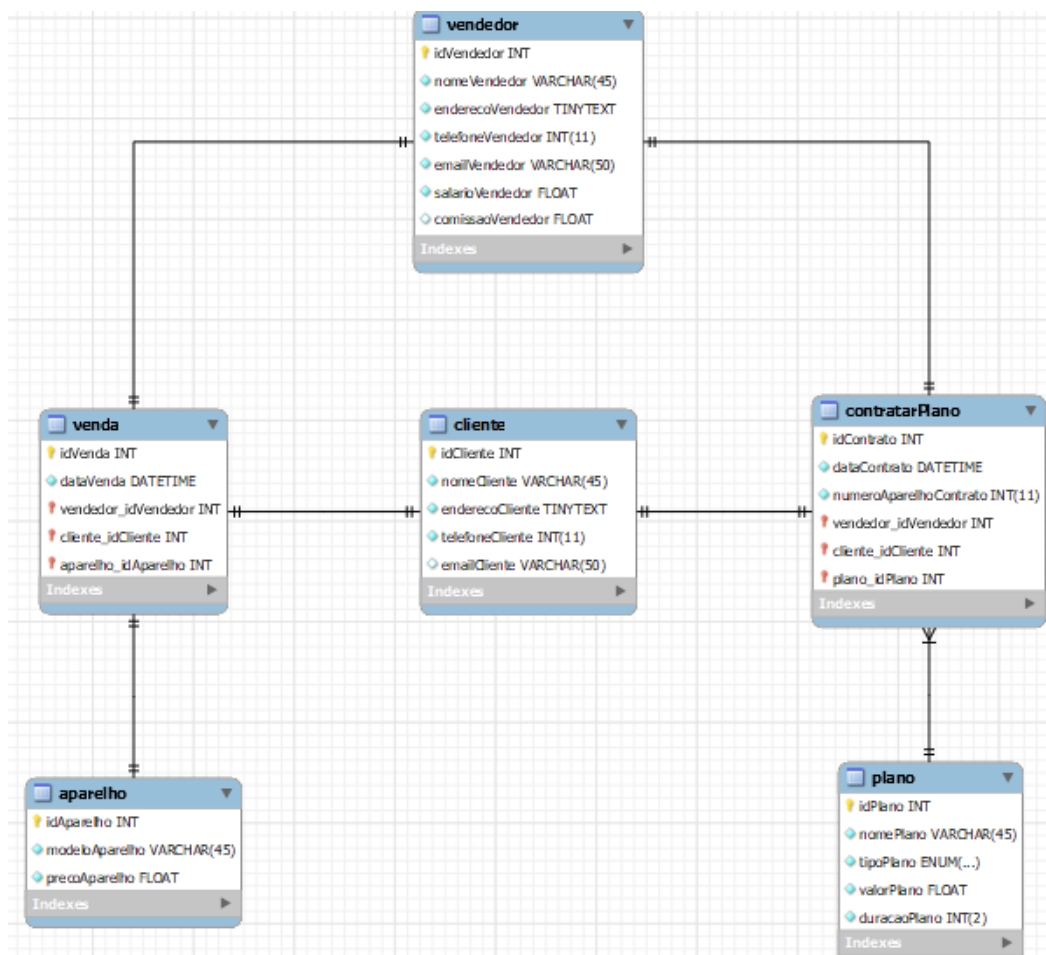 vendedor
idVendedor INT
nomeVendedor VARCHAR(45)
enderecoVendedor TINYTEXT
telefoneVendedor INT(11)
emailVendedor VARCHAR(50)
salarioVendedor FLOAT
comissaoVendedor FLOAT
Indexes
venda
idVenda INT
dataVenda DATETIME
vendedor_idVendedor INT
cliente_idCliente INT
aparelho_idAparelho INT
Indexes
cliente
idCliente INT
nomeCliente VARCHAR(45)
enderecoCliente TINYTEXT
telefoneCliente INT(11)
emailCliente VARCHAR(50)
Indexes
contratarPlano
idContrato INT
dataContrato DATETIME
numeroAparelhoContrato INT(11)
vendedor_idVendedor INT
cliente_idCliente INT
plano_idPlano INT
Indexes
aparelho
idAparelho INT
modeloAparelho VARCHAR(45)
precoAparelho FLOAT
Indexes
plano
idPlano INT
nomePlano VARCHAR(45)
tipoPlano ENUM(...)
valorPlano FLOAT
duracaoPlano INT(2)
Indexes